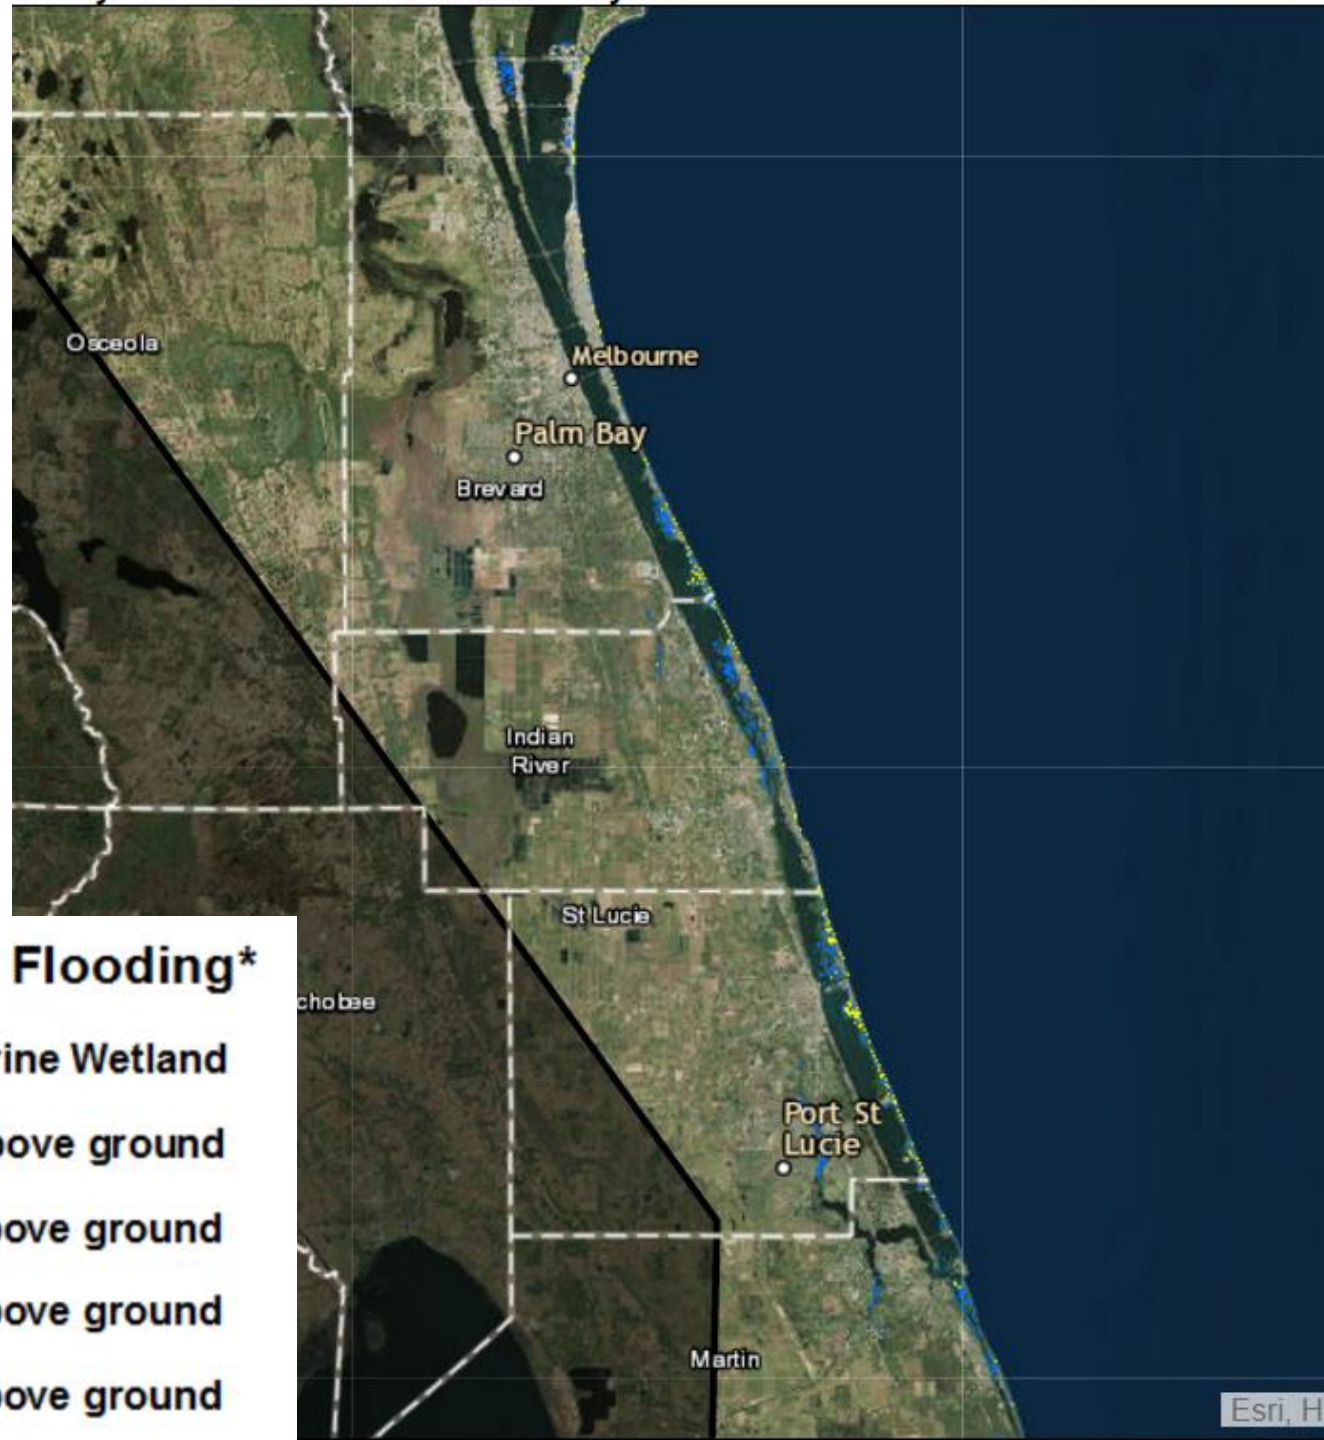 Osceola
Melbourne
Palm Bay
Brevard
Indian
River
St Lucie
Flooding*
chobee
ine Wetland
ove ground
Port St
Lucie
ove ground
ove ground
Martin
ove ground
Esri, H